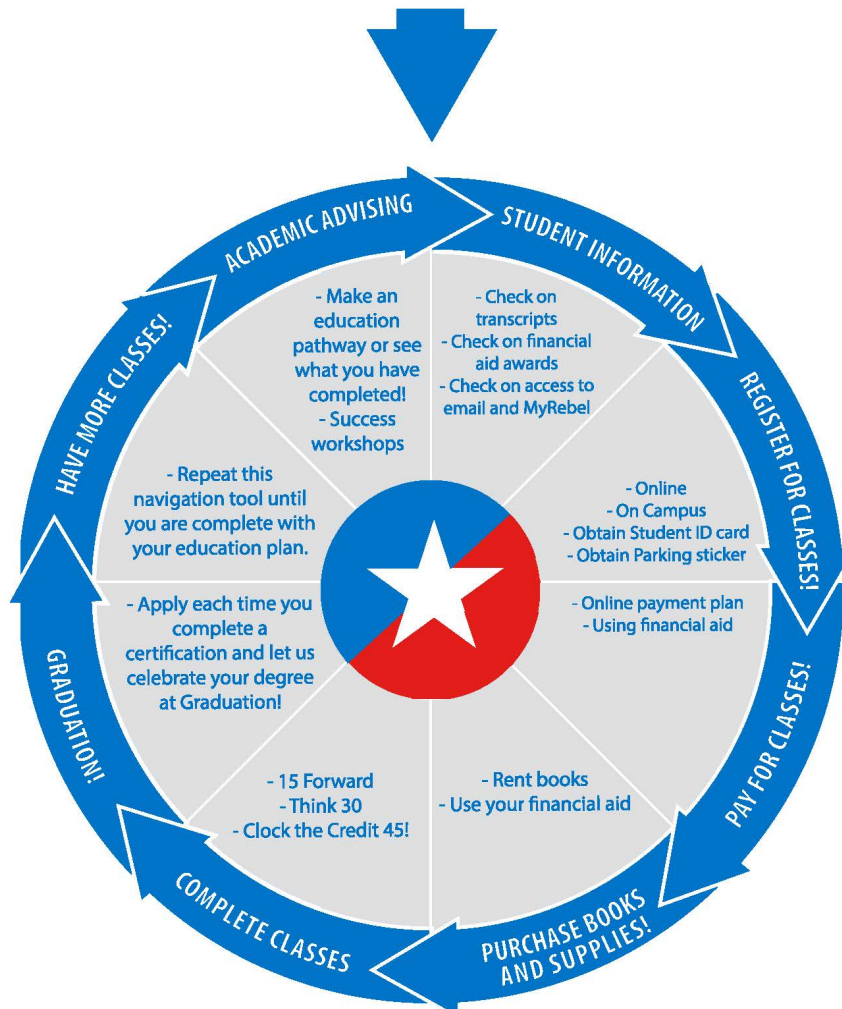 STUDENT INFORMATION
- Check on
transcripts
- Check on financial
aid awards
- Check on access to
email and MyRebel
REGISTER FOR CLASSES!
- Online
- On Campus
- Obtain Student ID card
- Obtain Parking sticker
PAY FOR CLASSES!
- Online payment plan
- Using financial aid
PURCHASE BOOKS
AND SUPPLIES!
- Rent books
- Use your financial aid
COMPLETE CLASSES
- 15 Forward
- Think 30
- Clock the Credit 45!
GRADUATION!
- Apply each time you
complete a
certification and let us
celebrate your degree
at Graduation!
HAVE MORE CLASSES!
- Repeat this
navigation tool until
you are complete with
your education plan.
ACADEMIC ADVISING
- Make an
education
pathway or see
what you have
completed!
- Success
workshops